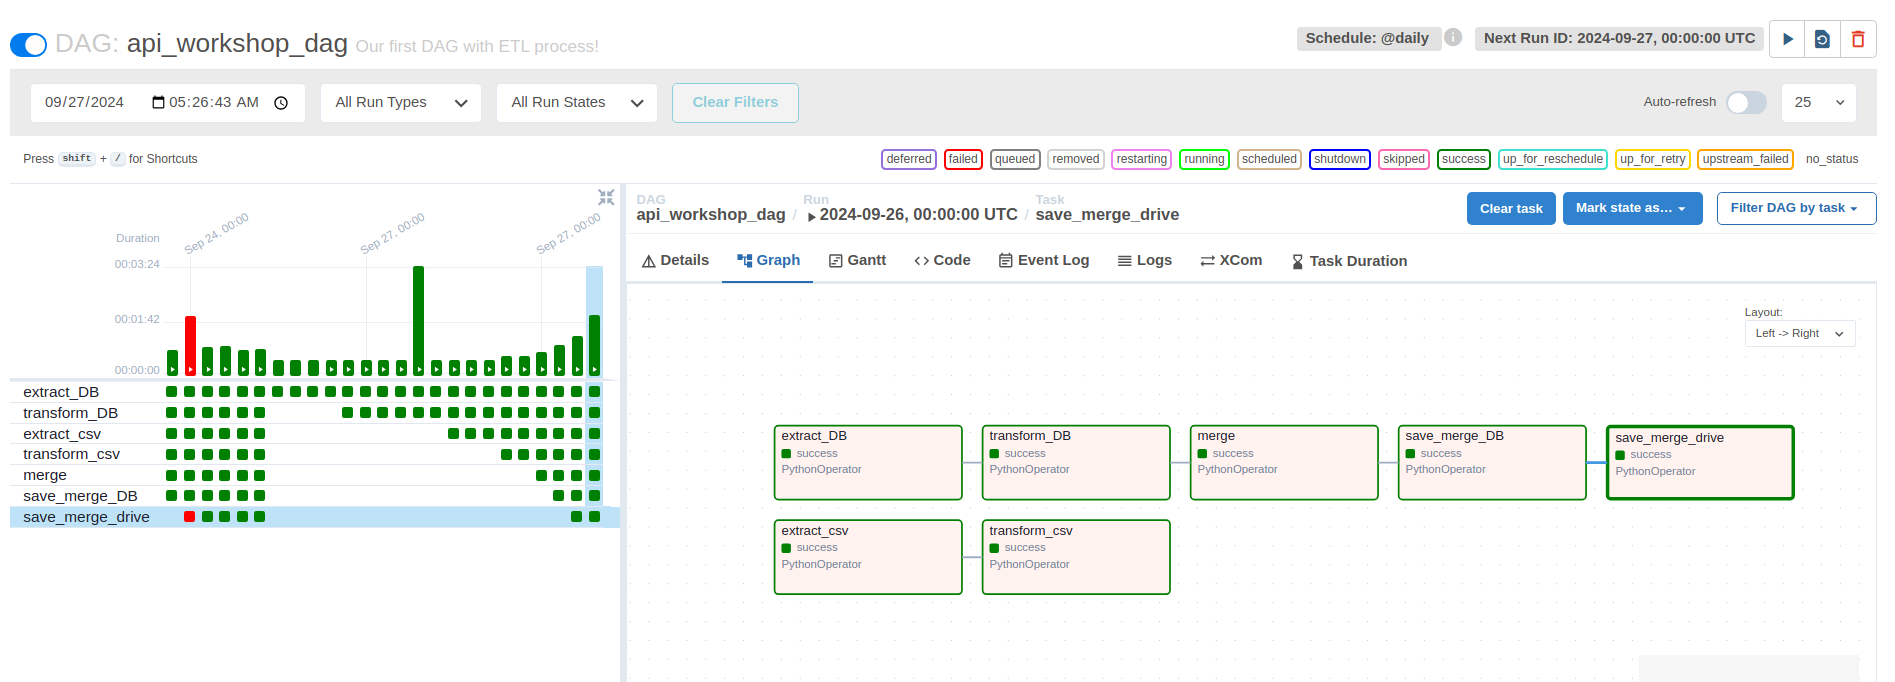 DAG: api_workshop_dag Our first DAG with ETL process!
Schedule: @daily
Next Run ID: 2024-09-27, 00:00:00 UTC
09/27/2024 05:26:43 AM
All Run Types
All Run States
Clear Filters
Auto-refresh
25
Press shift + / for Shortcuts
deferred failed queued removed restarting running scheduled shutdown skipped success up_for_reschedule up_for_retry upstream_failed no_status
Duration
Sep 24, 00:00
Sep 27, 00:00
Sep 27, 00:00
00:03:24
00:01:42
00:00:00
extract_DB
transform_DB
extract_csv
transform_csv
merge
save_merge_DB
save_merge_drive
DAG
api_workshop_dag
/
Run
2024-09-26, 00:00:00 UTC
/
Task
save_merge_drive
Clear task
Mark state as...
Filter DAG by task
Details
Graph
Gantt
Code
Event Log
Logs
XCom
Task Duration
Layout:
Left -> Right
extract_DB
success
PythonOperator
transform_DB
success
PythonOperator
merge
success
PythonOperator
save_merge_DB
success
PythonOperator
save_merge_drive
success
PythonOperator
extract_csv
success
PythonOperator
transform_csv
success
PythonOperator